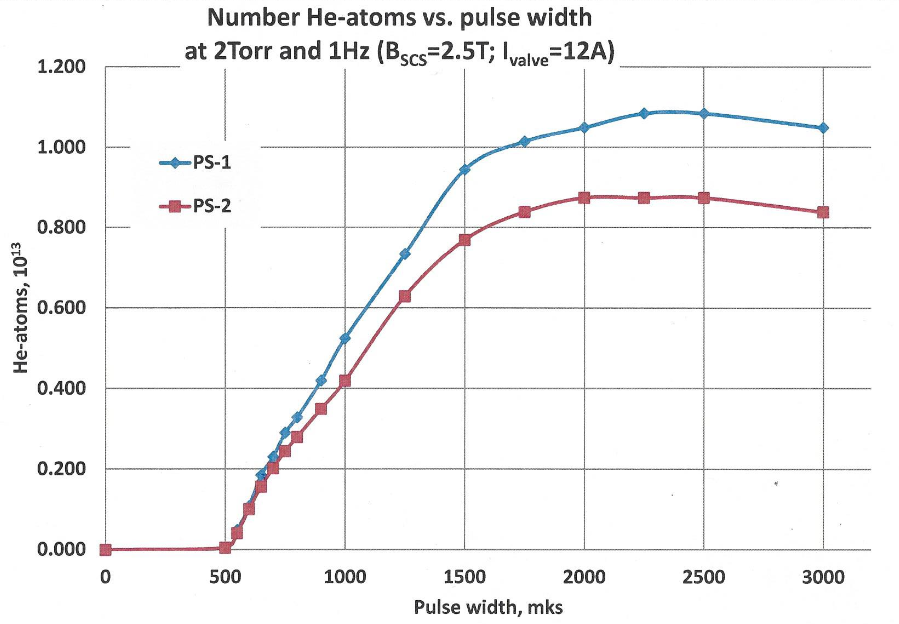 Number He-atoms vs. pulse width
at 2Torr and 1Hz (B_SCS=2.5T; I_valve=12A)
1.200
1.000
0.800
0.600
0.400
0.200
0.000
He-atoms, 10¹³
PS-1
PS-2
0 500 1000 1500 2000 2500 3000
Pulse width, mks